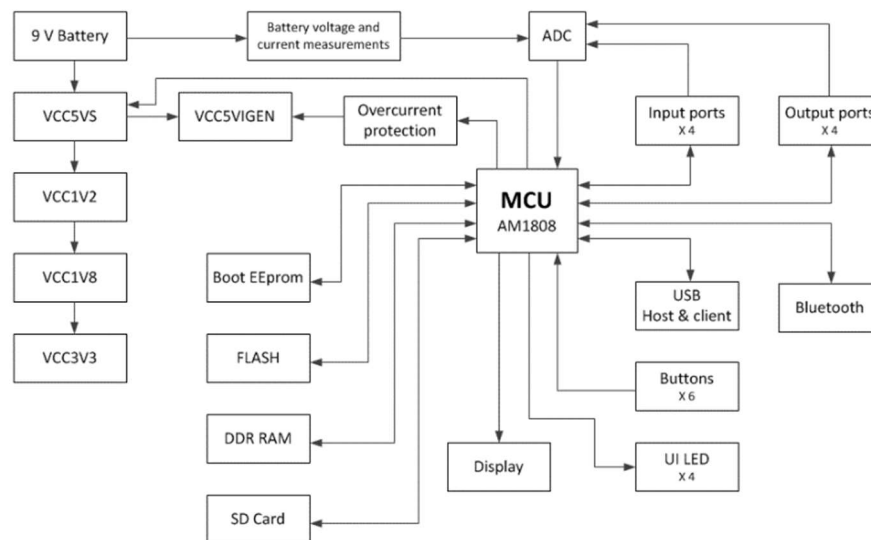 9 V Battery
Battery voltage and
current measurements
ADC
VCC5VS
VCC5VIGEN
Overcurrent
protection
Input ports
X 4
Output ports
X 4
VCC1V2
MCU
AM1808
VCC1V8
Boot EEprom
USB
Host & client
Bluetooth
VCC3V3
FLASH
Buttons
X 6
DDR RAM
Display
UI LED
X 4
SD Card